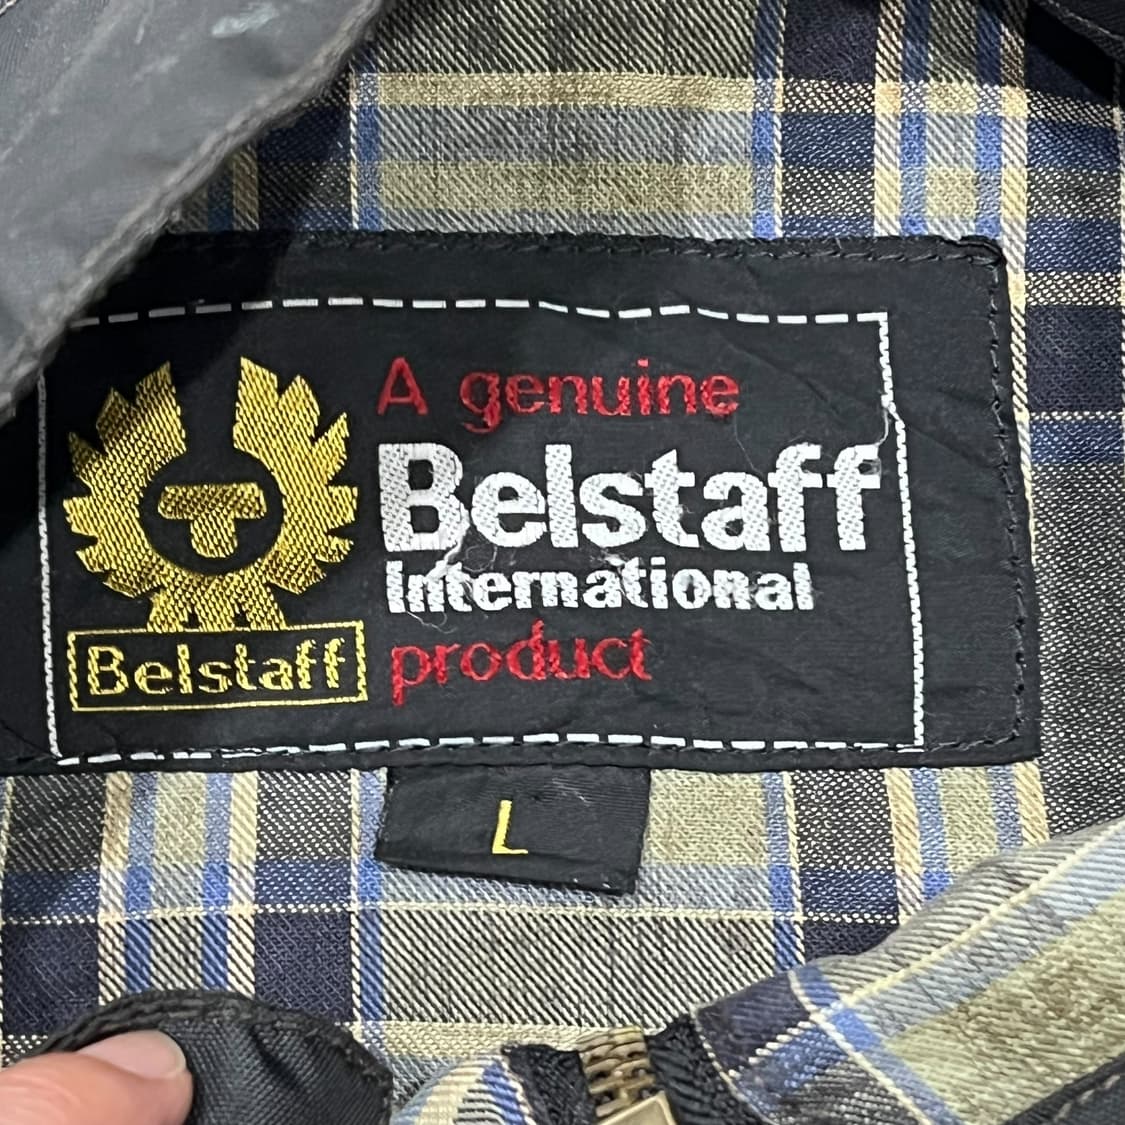 A genuine
Belstaff
International
product
Belstaff
L